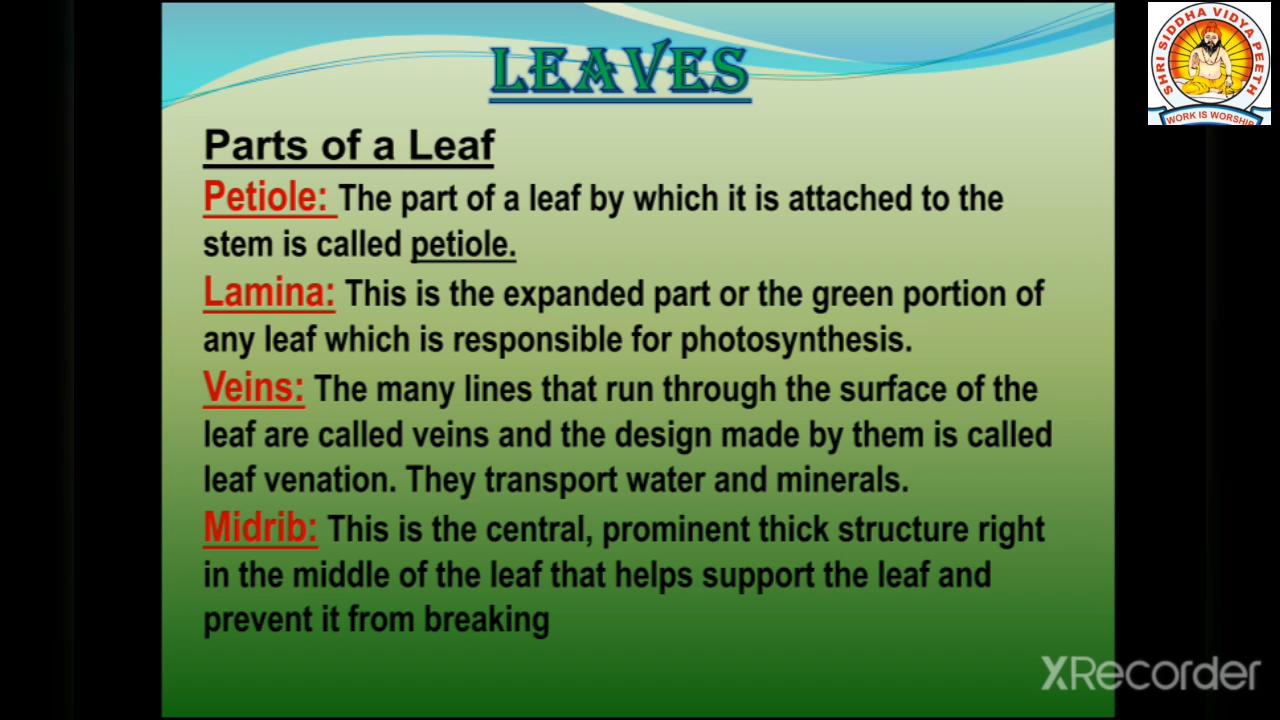 LEAVES
SHRI SIDDHA VIDYA PEETH
WORK IS WORSHIP
Parts of a Leaf
Petiole: The part of a leaf by which it is attached to the
stem is called petiole.
Lamina: This is the expanded part or the green portion of
any leaf which is responsible for photosynthesis.
Veins: The many lines that run through the surface of the
leaf are called veins and the design made by them is called
leaf venation. They transport water and minerals.
Midrib: This is the central, prominent thick structure right
in the middle of the leaf that helps support the leaf and
prevent it from breaking
XRecorder